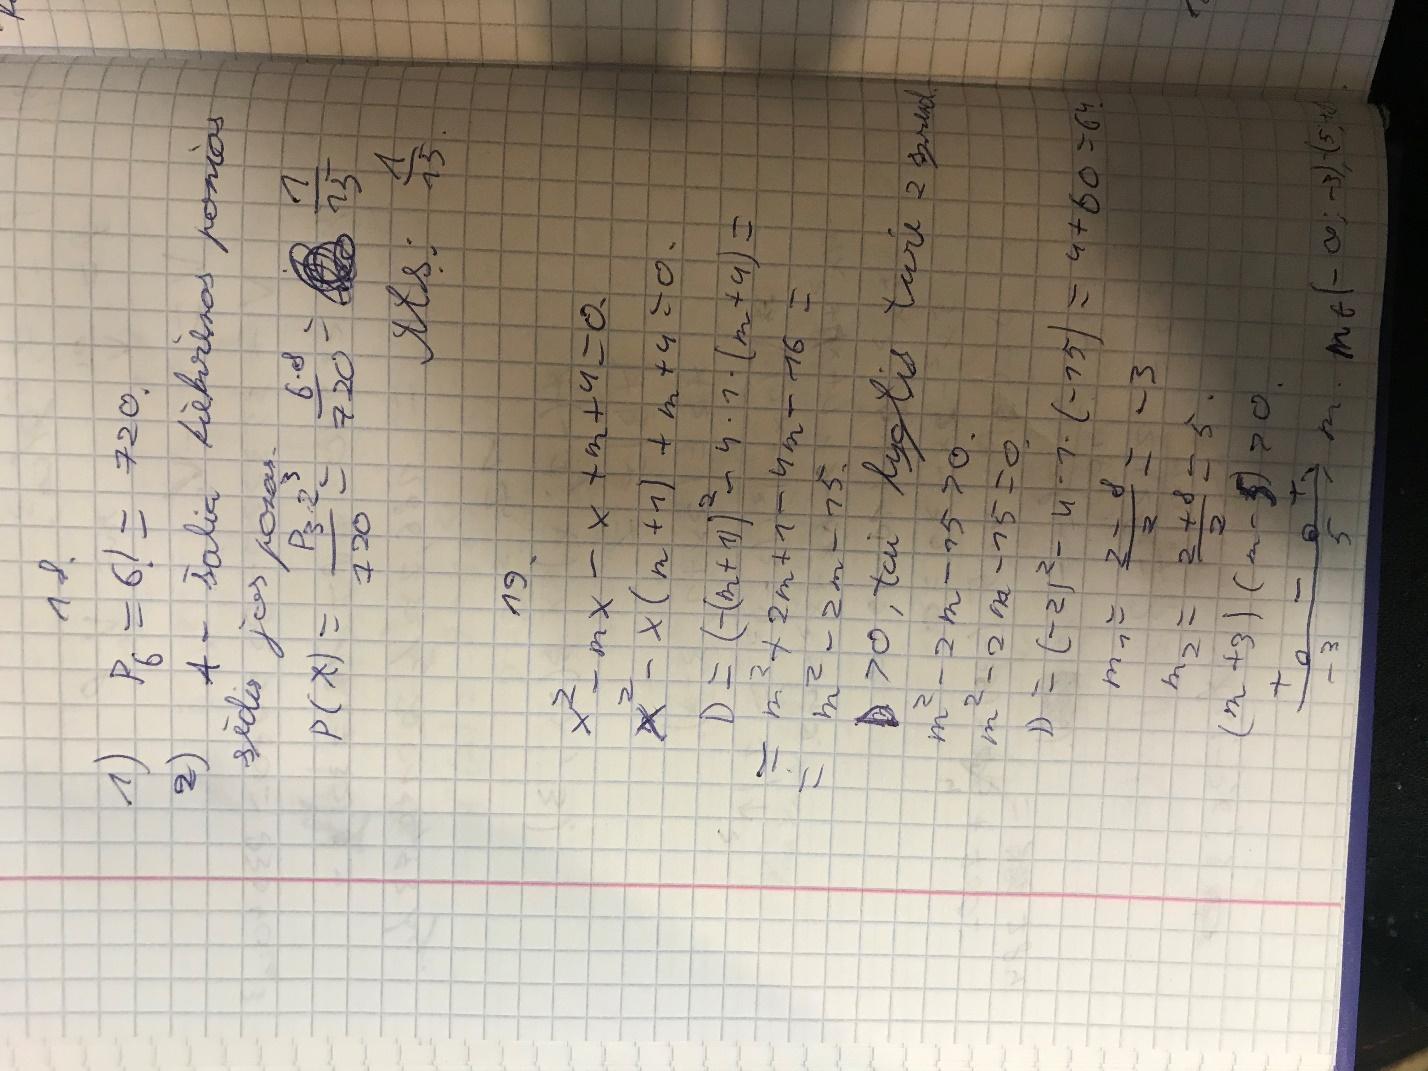 18.
1) P₆ = 6! = 720.
2) A - šalia kiekvienos ponios
sėdės jos ponas.
P(X) = P₃·2³/720 = 6·8/720 = 1/15
Ats.: 1/15.
19.
x² - mx - x + m + 4 = 0.
x² - x(m+1) + m + 4 = 0.
D = (-(m+1))² - 4·1·(m+4) =
= m² + 2m + 1 - 4m - 16 =
= m² - 2m - 15.
D > 0, tai lygtis turi 2 sprend.
m² - 2m - 15 > 0.
m² - 2m - 15 = 0.
D = (-2)² - 4·1·(-15) = 4 + 60 = 64.
m₁ = 2-8/2 = -3
m₂ = 2+8/2 = 5.
(m+3)(m-5) > 0.
+ - +
-3 5 m. m ∈ (-∞; -3), (5; +∞)